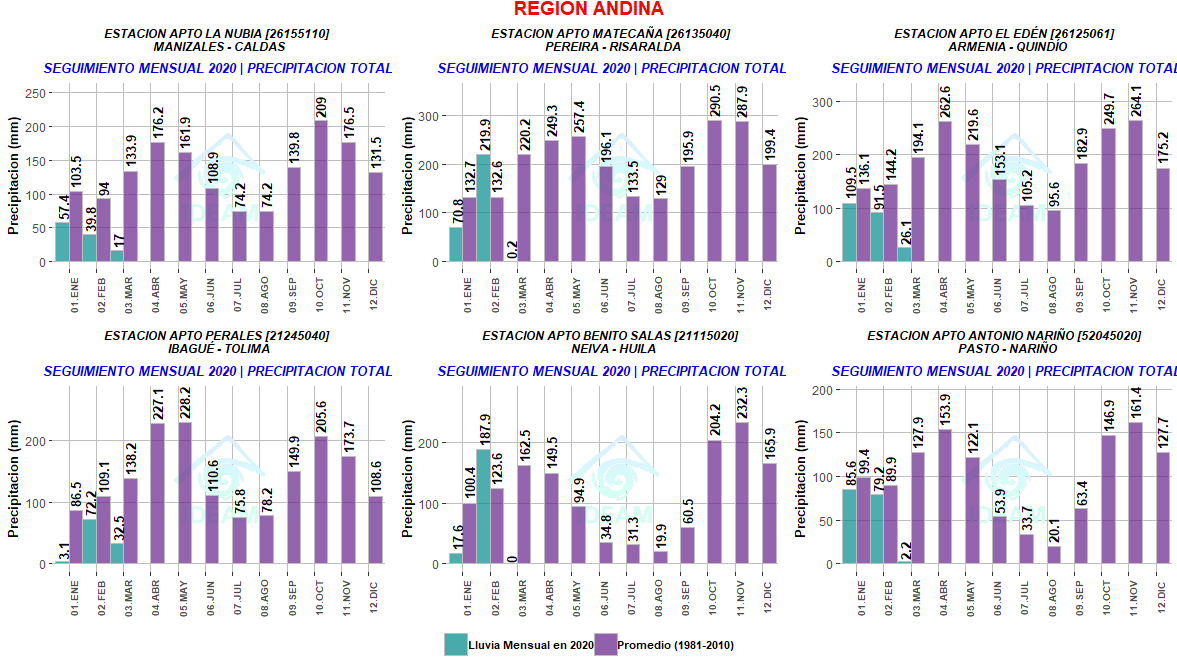 REGION ANDINA
ESTACION APTO LA NUBIA [26155110]
MANIZALES - CALDAS
SEGUIMIENTO MENSUAL 2020 | PRECIPITACION TOTAL
Precipitacion (mm)
250
200
150
100
50
0
57.4
103.5
39.8
94
17
133.9
176.2
161.9
108.9
74.2
74.2
139.8
209
176.5
131.5
IDEAM
01.ENE
02.FEB
03.MAR
04.ABR
05.MAY
06.JUN
07.JUL
08.AGO
09.SEP
10.OCT
11.NOV
12.DIC
ESTACION APTO MATECAÑA [26135040]
PEREIRA - RISARALDA
SEGUIMIENTO MENSUAL 2020 | PRECIPITACION TOTAL
Precipitacion (mm)
300
200
100
0
70.8
132.7
219.9
132.6
0.2
220.2
249.3
257.4
196.1
133.5
129
195.9
290.5
287.9
199.4
IDEAM
01.ENE
02.FEB
03.MAR
04.ABR
05.MAY
06.JUN
07.JUL
08.AGO
09.SEP
10.OCT
11.NOV
12.DIC
ESTACION APTO EL EDÉN [26125061]
ARMENIA - QUINDÍO
SEGUIMIENTO MENSUAL 2020 | PRECIPITACION TOTAL
Precipitacion (mm)
300
200
100
0
109.5
136.1
91.5
144.2
26.1
194.1
262.6
219.6
153.1
105.2
95.6
182.9
249.7
264.1
175.2
IDEAM
01.ENE
02.FEB
03.MAR
04.ABR
05.MAY
06.JUN
07.JUL
08.AGO
09.SEP
10.OCT
11.NOV
12.DIC
ESTACION APTO PERALES [21245040]
IBAGUÉ - TOLIMA
SEGUIMIENTO MENSUAL 2020 | PRECIPITACION TOTAL
Precipitacion (mm)
200
100
0
3.1
86.5
72.2
109.1
32.5
138.2
227.1
228.2
110.6
75.8
78.2
149.9
205.6
173.7
108.6
IDEAM
01.ENE
02.FEB
03.MAR
04.ABR
05.MAY
06.JUN
07.JUL
08.AGO
09.SEP
10.OCT
11.NOV
12.DIC
ESTACION APTO BENITO SALAS [21115020]
NEIVA - HUILA
SEGUIMIENTO MENSUAL 2020 | PRECIPITACION TOTAL
Precipitacion (mm)
200
100
0
17.6
100.4
187.9
123.6
0
162.5
149.5
94.9
34.8
31.3
19.9
60.5
204.2
232.3
165.9
IDEAM
01.ENE
02.FEB
03.MAR
04.ABR
05.MAY
06.JUN
07.JUL
08.AGO
09.SEP
10.OCT
11.NOV
12.DIC
ESTACION APTO ANTONIO NARIÑO [52045020]
PASTO - NARIÑO
SEGUIMIENTO MENSUAL 2020 | PRECIPITACION TOTAL
Precipitacion (mm)
200
150
100
50
0
85.6
99.4
79.2
89.9
2.2
127.9
153.9
122.1
53.9
33.7
20.1
63.4
146.9
161.4
127.7
IDEAM
01.ENE
02.FEB
03.MAR
04.ABR
05.MAY
06.JUN
07.JUL
08.AGO
09.SEP
10.OCT
11.NOV
12.DIC
Lluvia Mensual en 2020 Promedio (1981-2010)